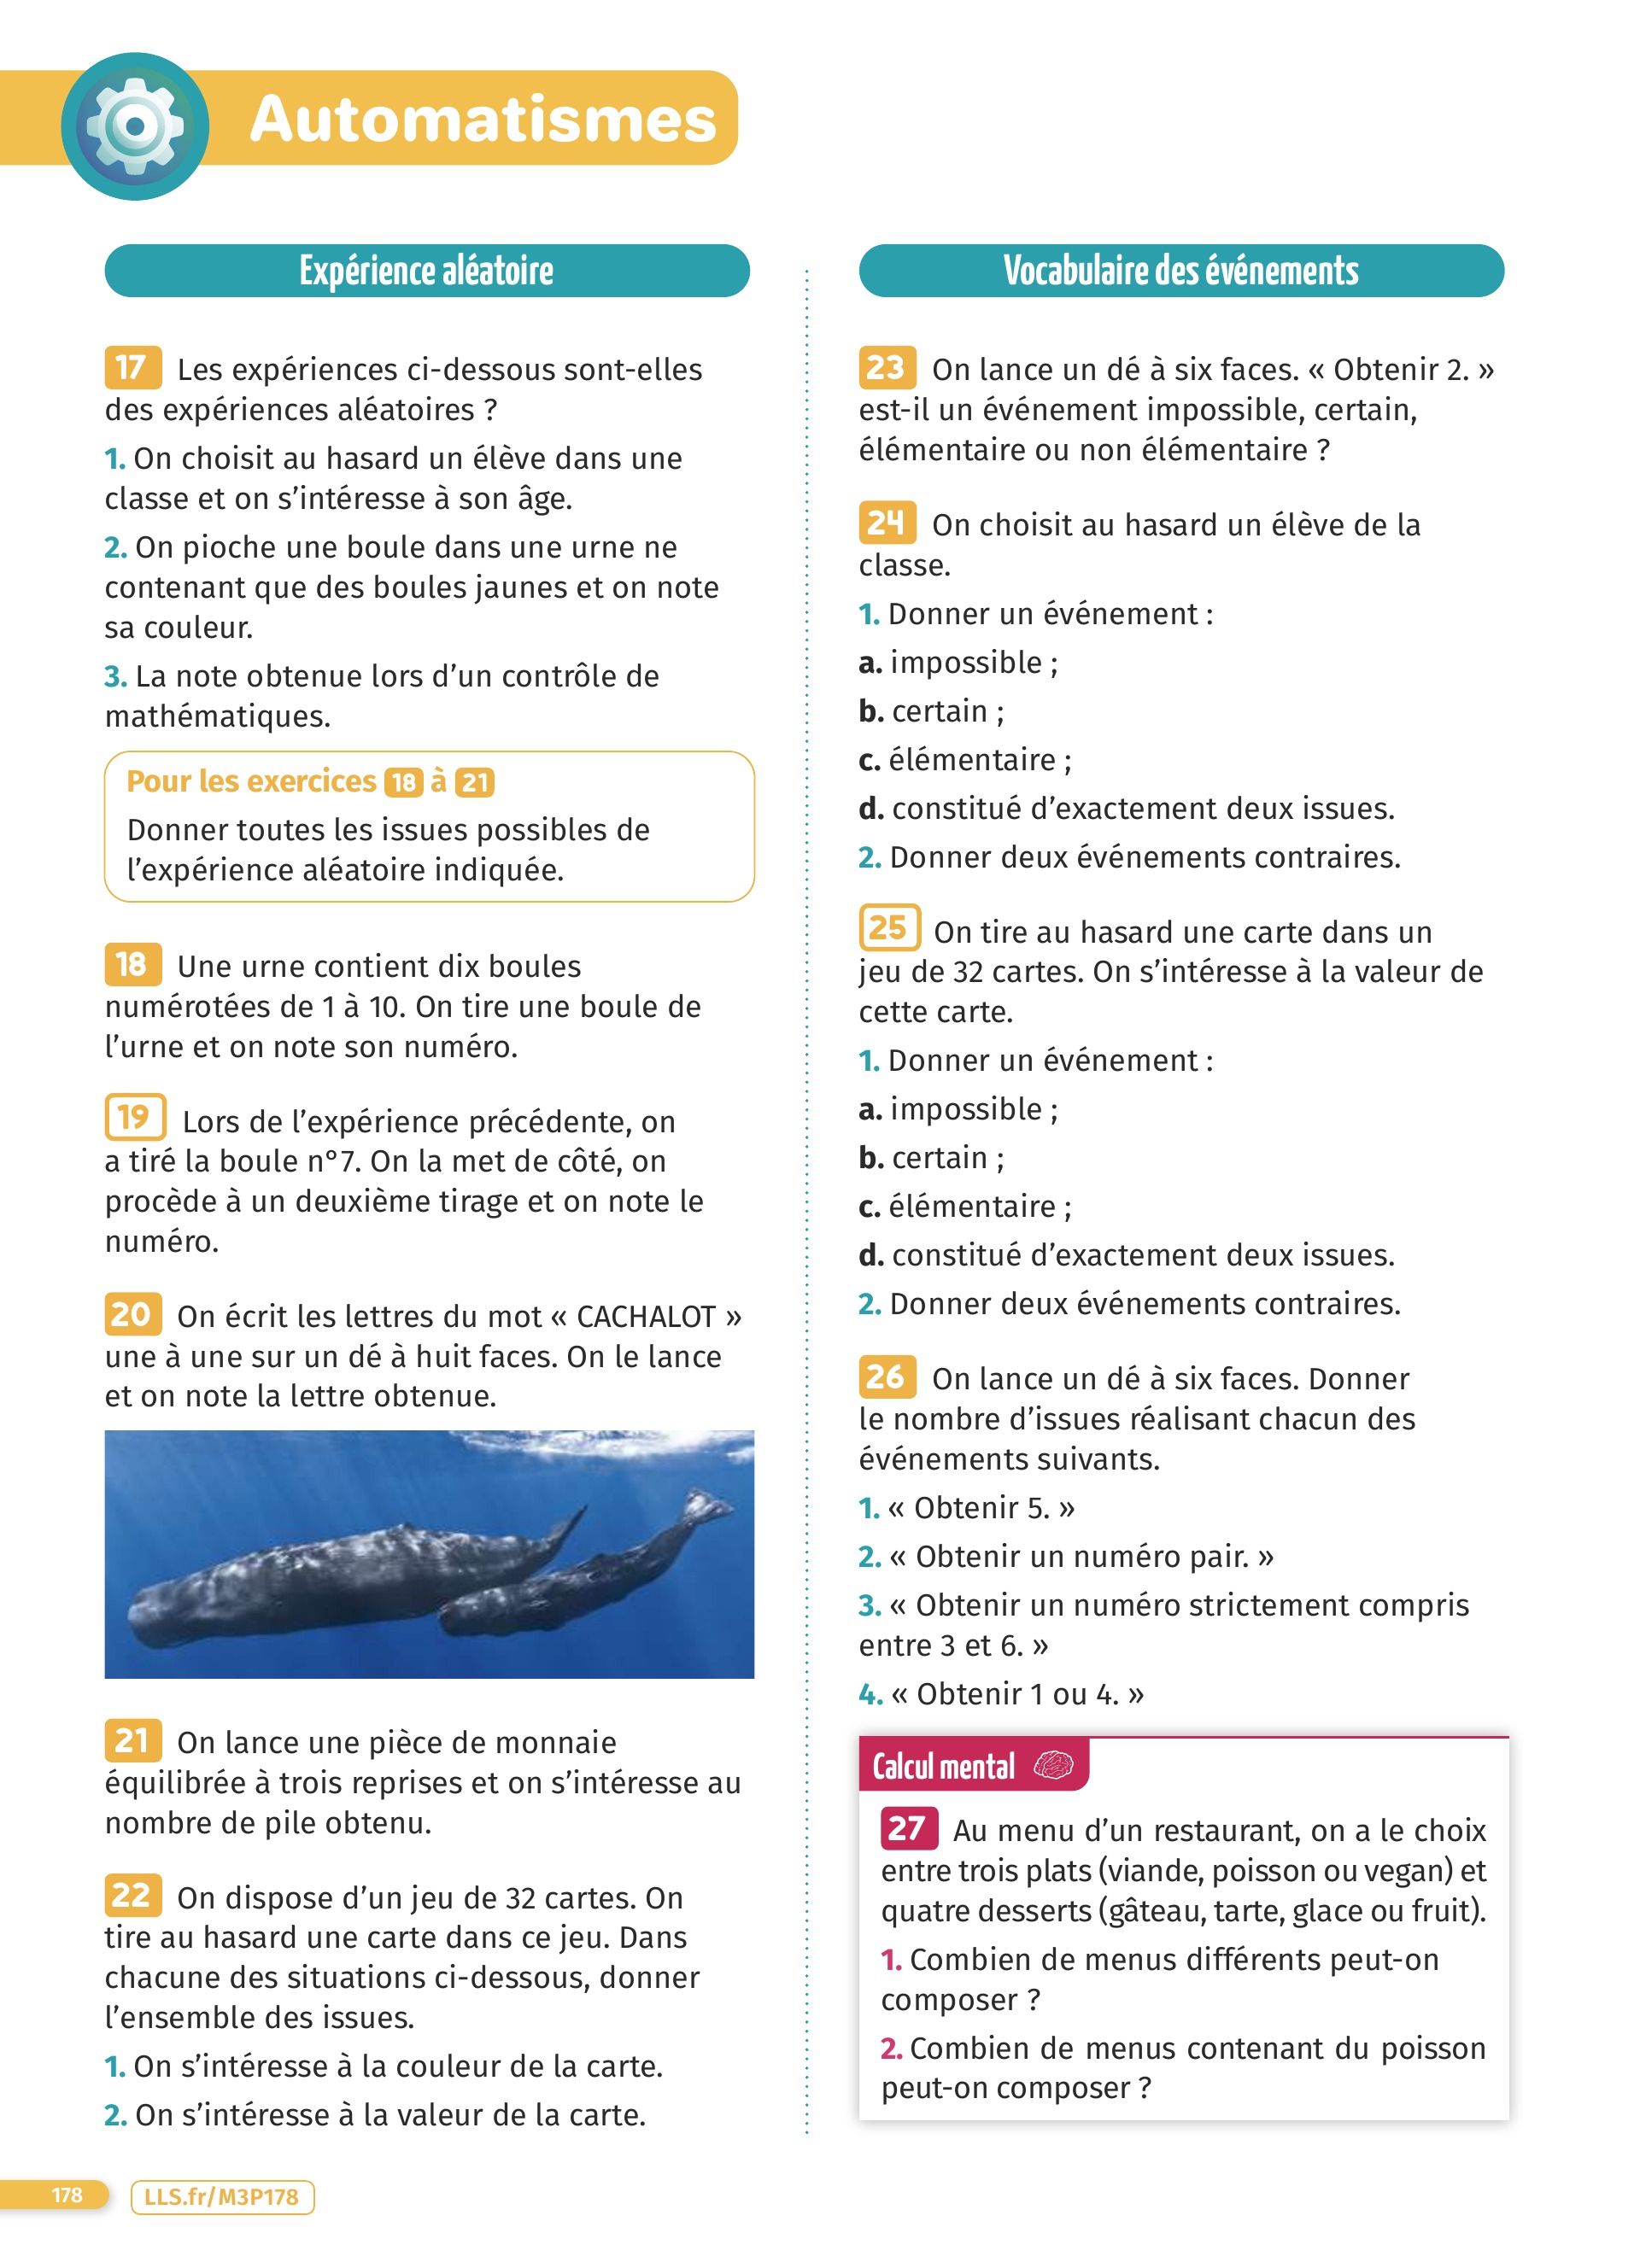 Automatismes
Expérience aléatoire
17 Les expériences ci-dessous sont-elles
des expériences aléatoires ?
1. On choisit au hasard un élève dans une
classe et on s’intéresse à son âge.
2. On pioche une boule dans une urne ne
contenant que des boules jaunes et on note
sa couleur.
3. La note obtenue lors d’un contrôle de
mathématiques.
Pour les exercices 18 à 21
Donner toutes les issues possibles de
l’expérience aléatoire indiquée.
18 Une urne contient dix boules
numérotées de 1 à 10. On tire une boule de
l’urne et on note son numéro.
19 Lors de l’expérience précédente, on
a tiré la boule n°7. On la met de côté, on
procède à un deuxième tirage et on note le
numéro.
20 On écrit les lettres du mot « CACHALOT »
une à une sur un dé à huit faces. On le lance
et on note la lettre obtenue.
21 On lance une pièce de monnaie
équilibrée à trois reprises et on s’intéresse au
nombre de pile obtenu.
22 On dispose d’un jeu de 32 cartes. On
tire au hasard une carte dans ce jeu. Dans
chacune des situations ci-dessous, donner
l’ensemble des issues.
1. On s’intéresse à la couleur de la carte.
2. On s’intéresse à la valeur de la carte.
Vocabulaire des événements
23 On lance un dé à six faces. « Obtenir 2. »
est-il un événement impossible, certain,
élémentaire ou non élémentaire ?
24 On choisit au hasard un élève de la
classe.
1. Donner un événement :
a. impossible ;
b. certain ;
c. élémentaire ;
d. constitué d’exactement deux issues.
2. Donner deux événements contraires.
25 On tire au hasard une carte dans un
jeu de 32 cartes. On s’intéresse à la valeur de
cette carte.
1. Donner un événement :
a. impossible ;
b. certain ;
c. élémentaire ;
d. constitué d’exactement deux issues.
2. Donner deux événements contraires.
26 On lance un dé à six faces. Donner
le nombre d’issues réalisant chacun des
événements suivants.
1. « Obtenir 5. »
2. « Obtenir un numéro pair. »
3. « Obtenir un numéro strictement compris
entre 3 et 6. »
4. « Obtenir 1 ou 4. »
Calcul mental
27 Au menu d’un restaurant, on a le choix
entre trois plats (viande, poisson ou vegan) et
quatre desserts (gâteau, tarte, glace ou fruit).
1. Combien de menus différents peut-on
composer ?
2. Combien de menus contenant du poisson
peut-on composer ?
178
LLS.fr/M3P178